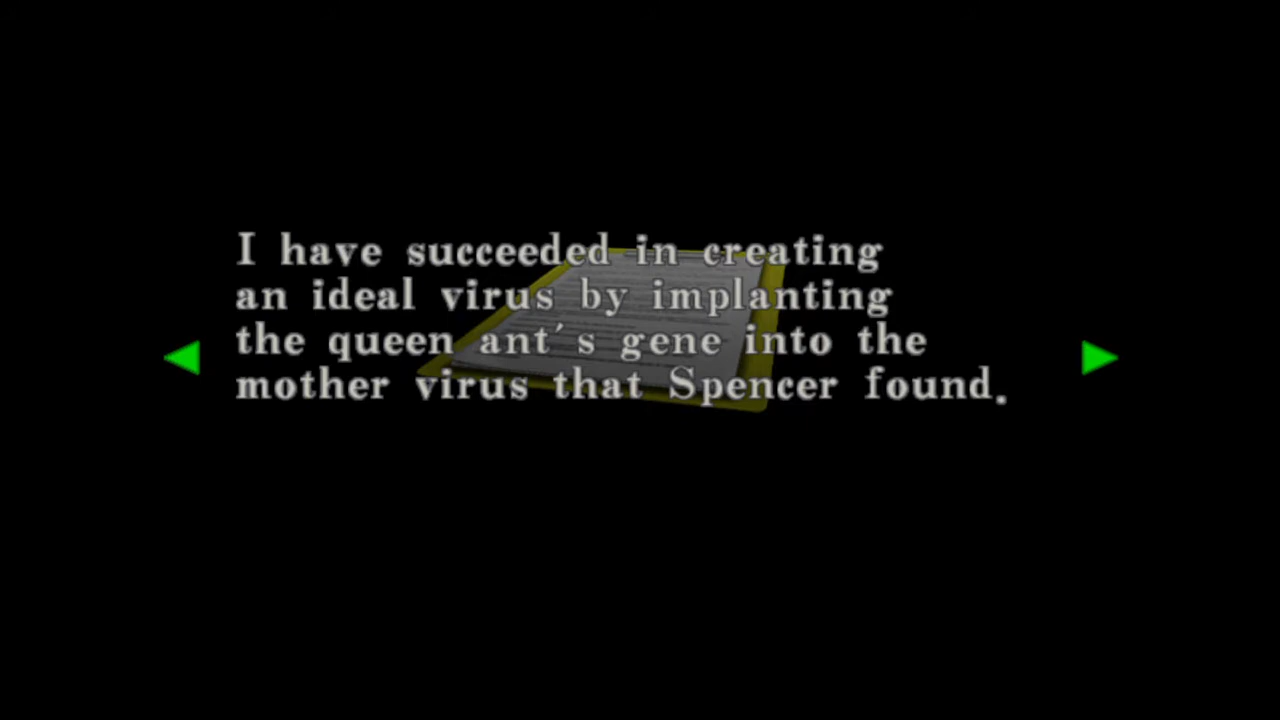 I have succeeded in creating
an ideal virus by implanting
the queen ant's gene into the
mother virus that Spencer found.